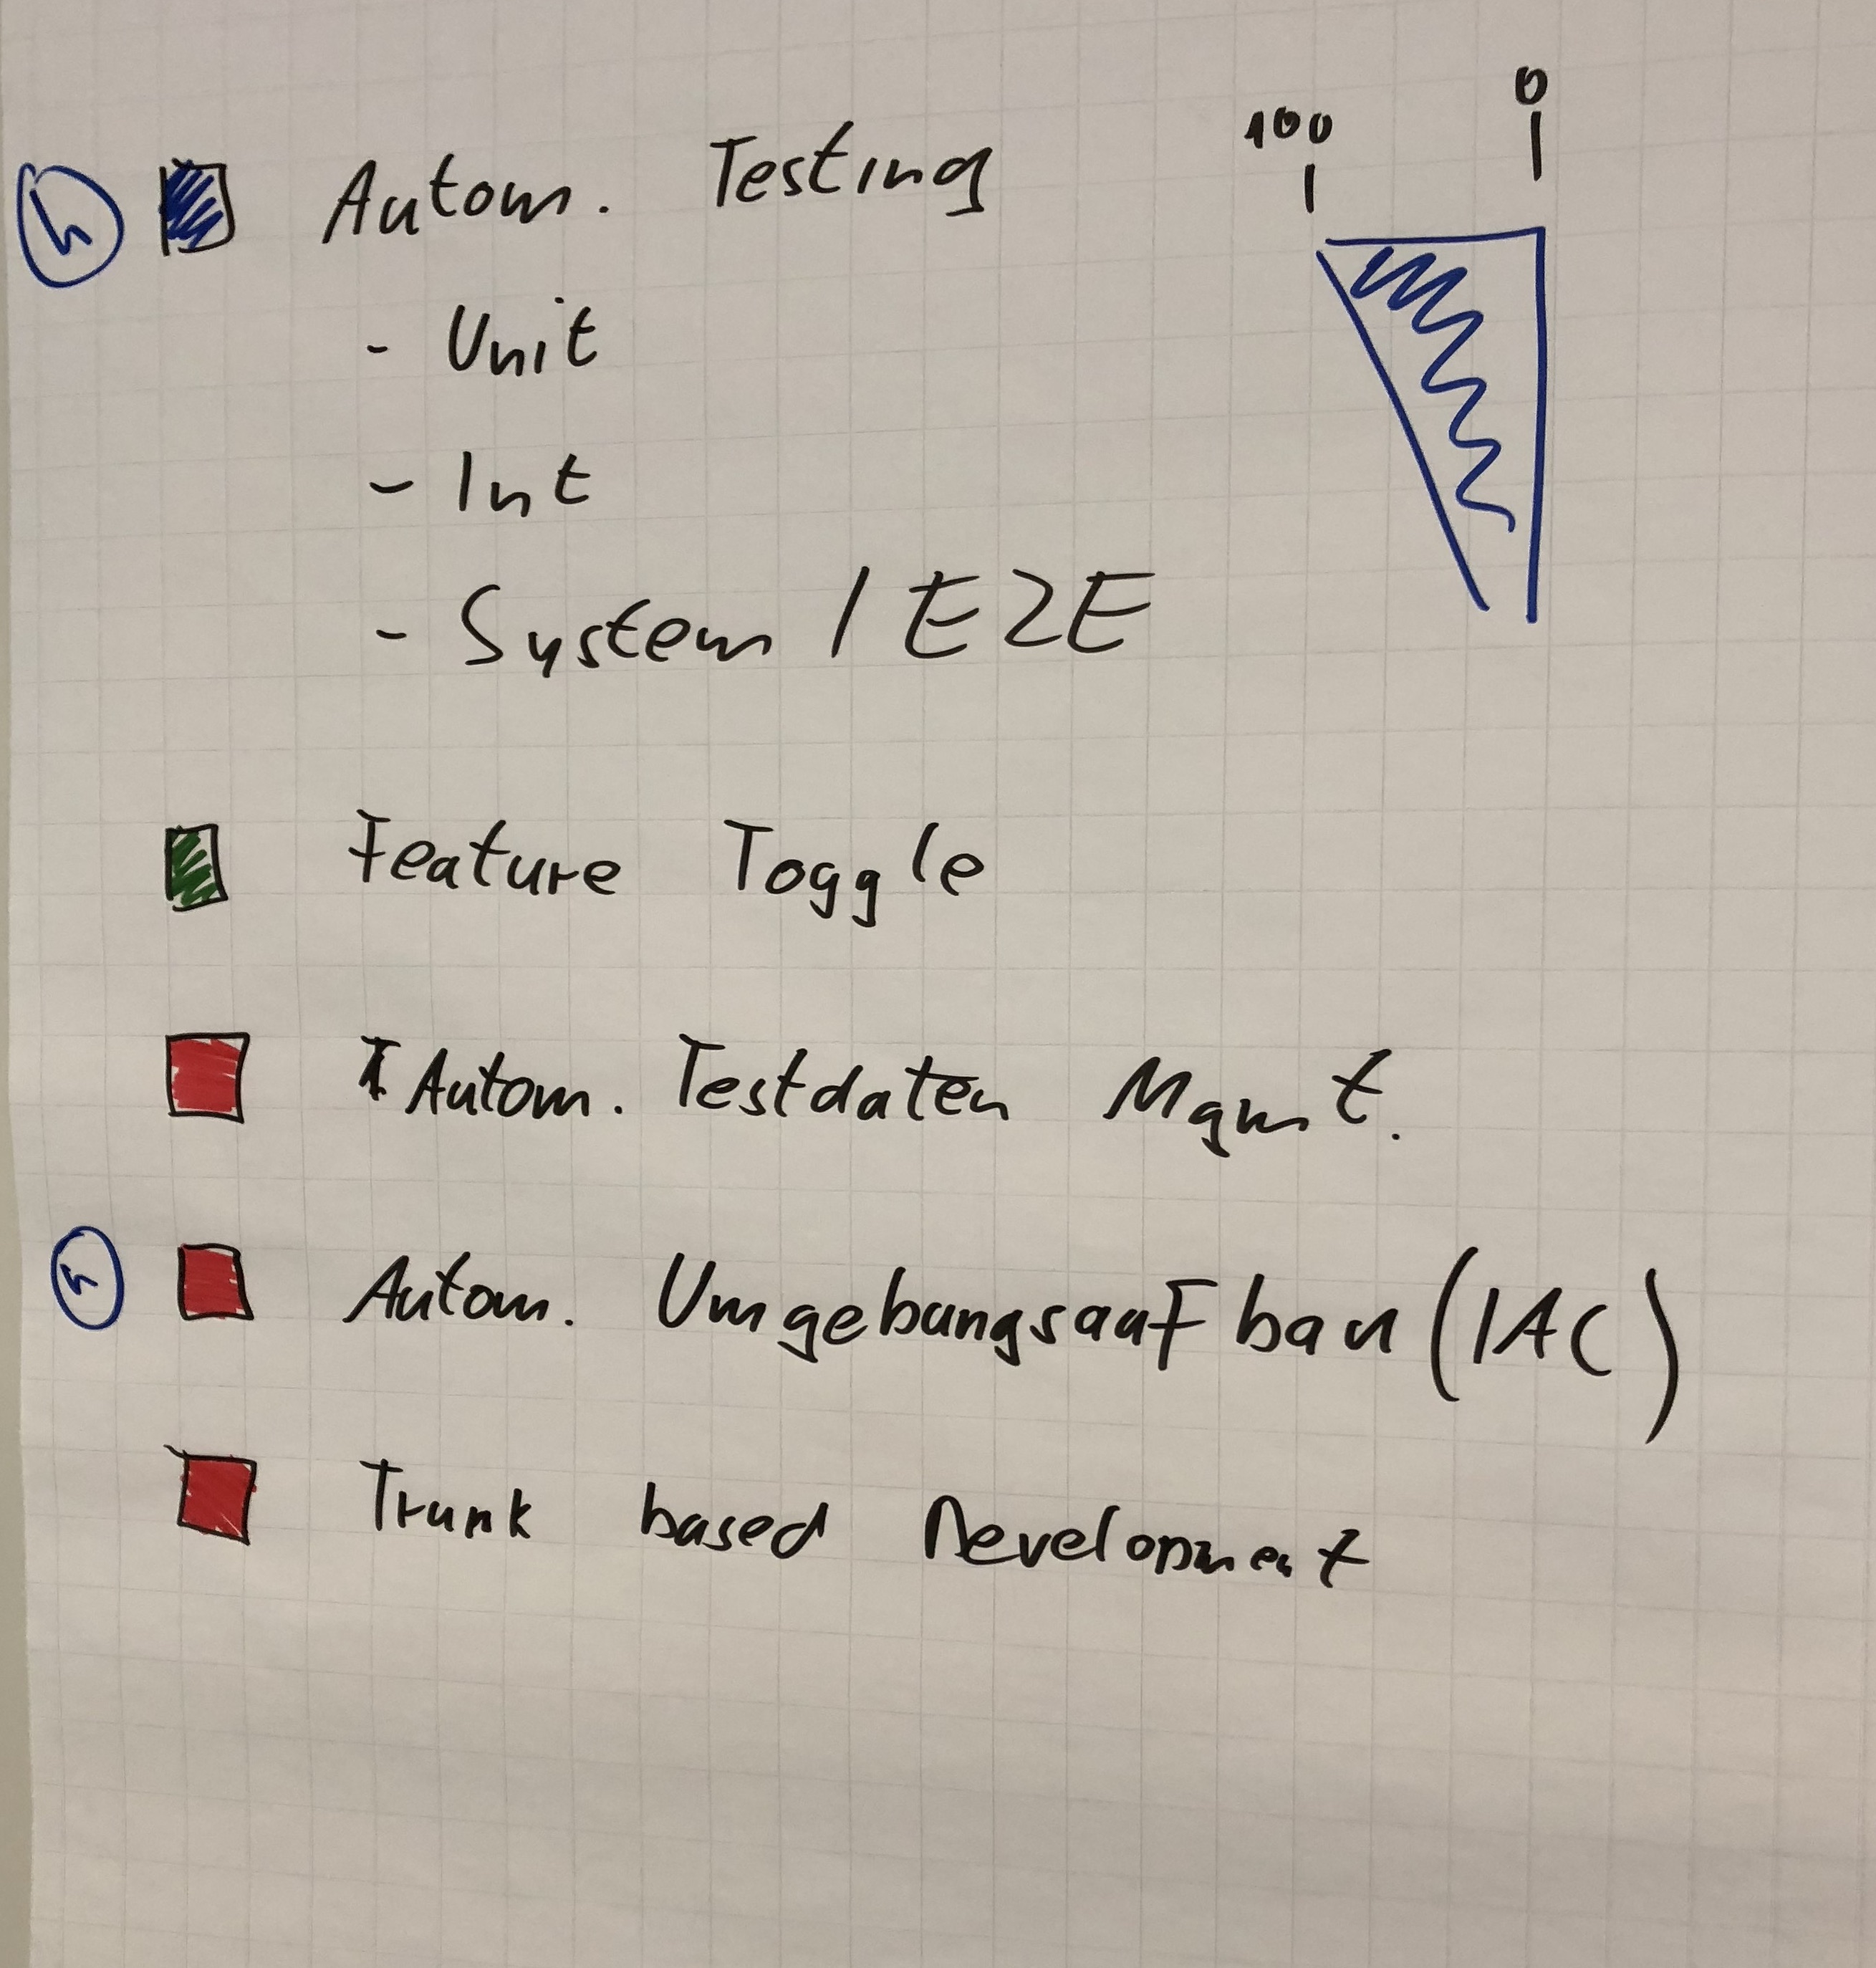 100 0
Autom. Testing
- Unit
- Int
- System / E2E
Feature Toggle
Autom. Testdaten Mgmt.
Autom. Umgebungsaufbau (IAC)
Trunk based Development